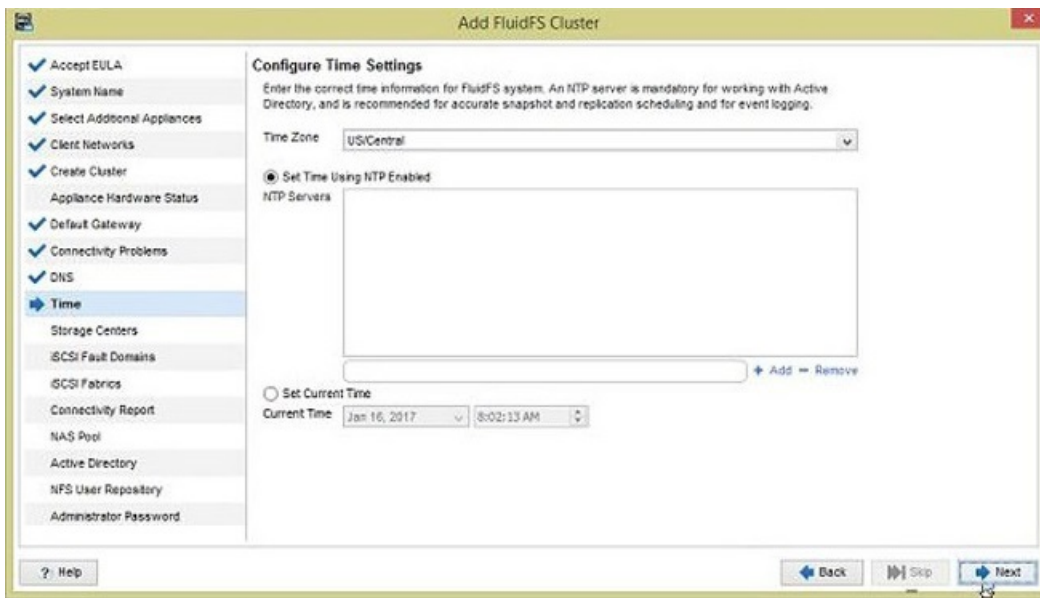 Add FluidFS Cluster
Accept EULA
System Name
Select Additional Appliances
Client Networks
Create Cluster
Appliance Hardware Status
Default Gateway
Connectivity Problems
DNS
Time
Storage Centers
iSCSI Fault Domains
iSCSI Fabrics
Connectivity Report
NAS Pool
Active Directory
NFS User Repository
Administrator Password
Configure Time Settings
Enter the correct time information for FluidFS system. An NTP server is mandatory for working with Active
Directory, and is recommended for accurate snapshot and replication scheduling and for event logging.
Time Zone US/Central
Set Time Using NTP Enabled
NTP Servers
+ Add − Remove
Set Current Time
Current Time Jan 16, 2017 8:02:13 AM
? Help Back Skip Next